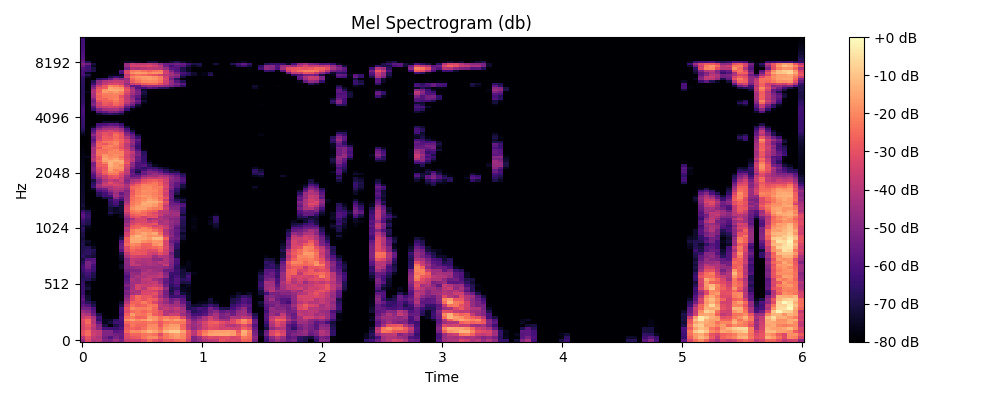 Mel Spectrogram (db)
Hz
8192
4096
2048
1024
512
0
0 1 2 3 4 5 6
Time
+0 dB
-10 dB
-20 dB
-30 dB
-40 dB
-50 dB
-60 dB
-70 dB
-80 dB